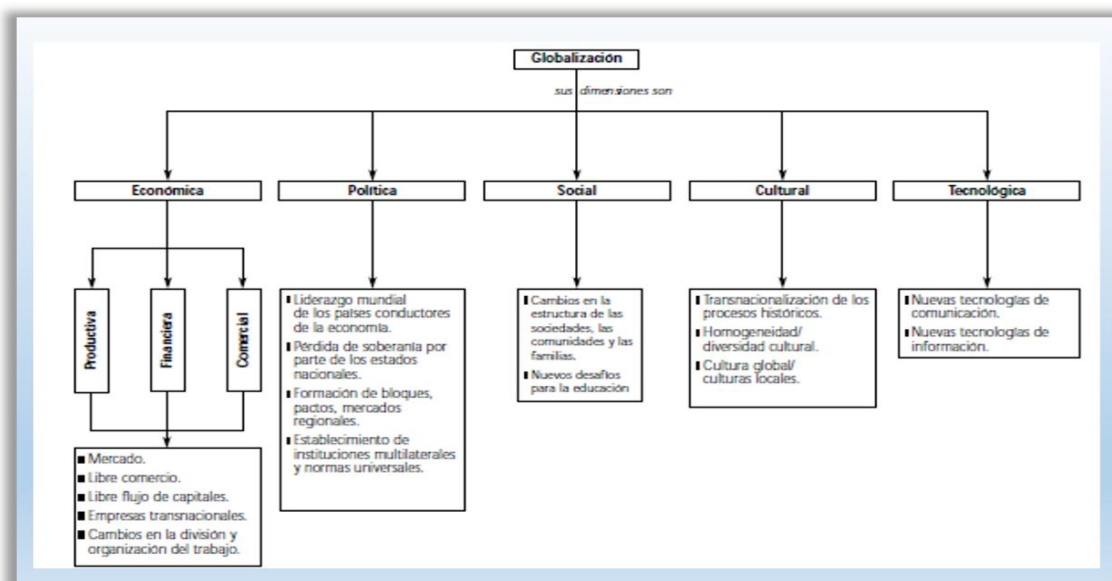 Globalización
sus dimensiones son
Económica
Política
Social
Cultural
Tecnológica
Productiva
Financiera
Comercial
Mercado.
Libre comercio.
Libre flujo de capitales.
Empresas transnacionales.
Cambios en la división y
organización del trabajo.
Liderazgo mundial
de los países conductores
de la economía.
Pérdida de soberanía por
parte de los estados
nacionales.
Formación de bloques,
pactos, mercados
regionales.
Establecimiento de
instituciones multilaterales
y normas universales.
Cambios en la
estructura de las
sociedades, las
comunidades y las
familias.
Nuevos desafíos
para la educación
Transnacionalización de los
procesos históricos.
Homogeneidad/
diversidad cultural.
Cultura global/
culturas locales.
Nuevas tecnologías de
comunicación.
Nuevas tecnologías de
información.